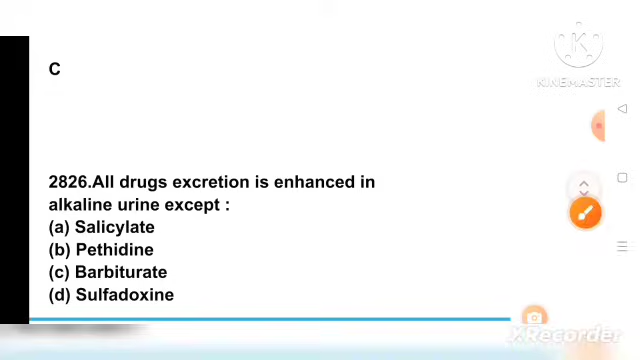 C
K
KINEMASTER
2826.All drugs excretion is enhanced in
alkaline urine except :
(a) Salicylate
(b) Pethidine
(c) Barbiturate
(d) Sulfadoxine
XRecorder